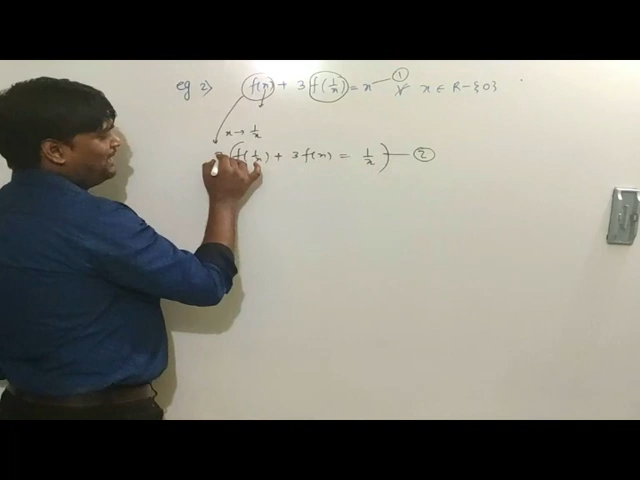 eg 2) f(x) + 3 f(1/x) = x — ① ∀ x ∈ R - {0}
x → 1/x
(f(1/x) + 3 f(x) = 1/x) — ②